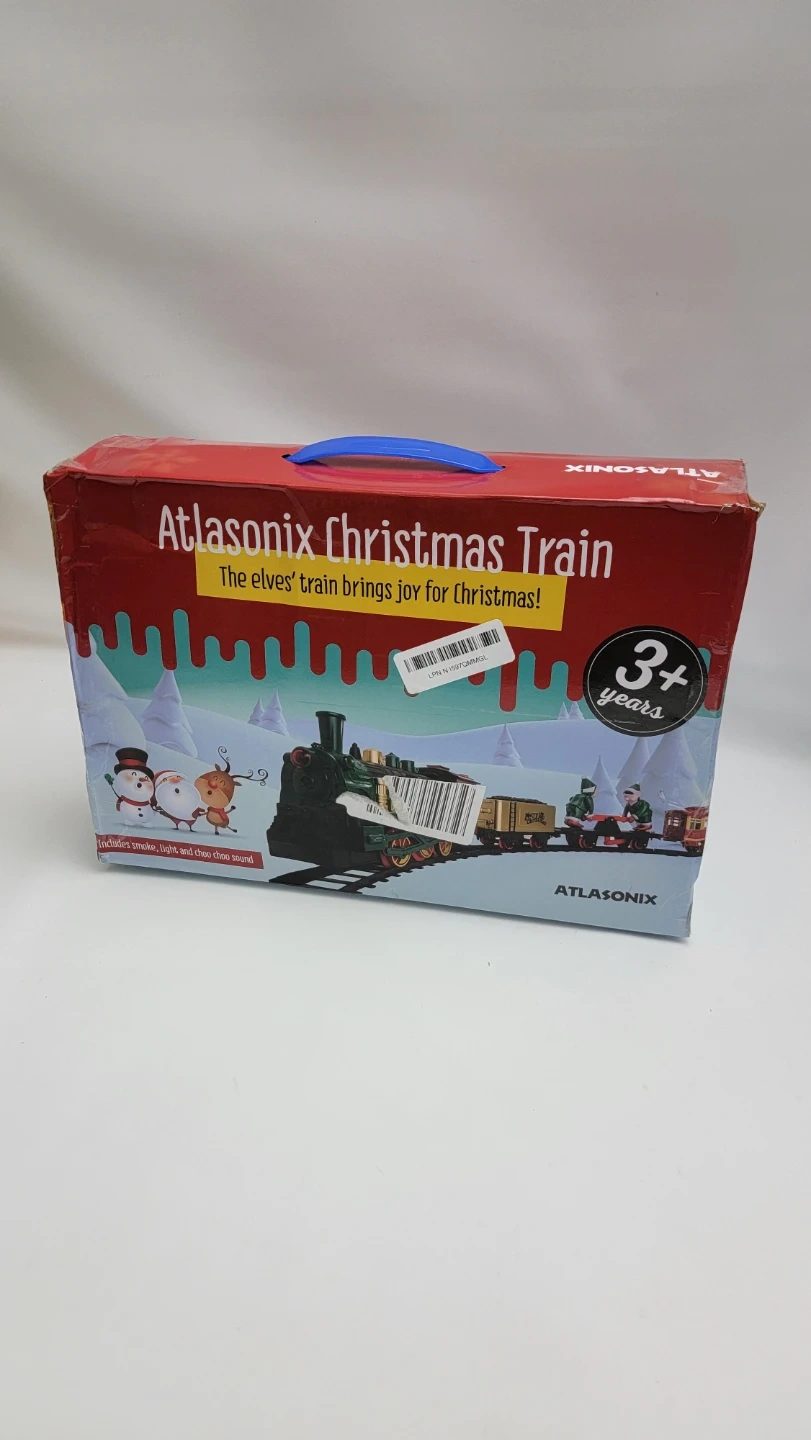 ATLASONIX
Atlasonix Christmas Train
The elves' train brings joy for Christmas!
3+
years
Includes smoke, light and choo choo sound
ATLASONIX